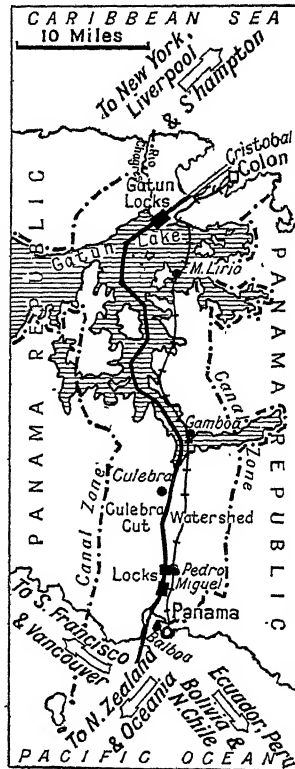 CARIBBEAN SEA
10 Miles
To New York,
Liverpool
& S'hampton
Rio
Chagres
Cristobal
Colon
Gatun
Locks
Gatun Lake
M. Lirio
PANAMA REPUBLIC
PANAMA REPUBLIC
Canal Zone
Gamboa
Culebra
Culebra
Cut
Watershed
Canal Zone
Locks
Pedro
Miguel
Panama
Balboa
To S. Francisco
& Vancouver
To N. Zealand
& Oceania
Ecuador, Peru
Bolivia &
N. Chile
PACIFIC OCEAN